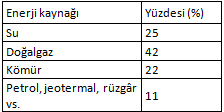 Enerji kaynağı Yüzdesi (%)
Su 25
Doğalgaz 42
Kömür 22
Petrol, jeotermal, rüzgâr
vs. 11